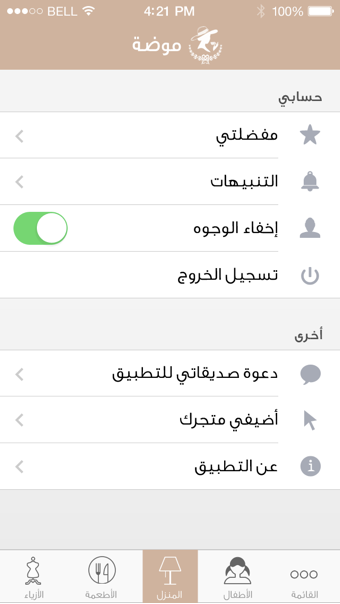 BELL 4:21 PM 100%
موضة
حسابي
مفضلتي
التنبيهات
إخفاء الوجوه
تسجيل الخروج
أخرى
دعوة صديقاتي للتطبيق
أضيفي متجرك
عن التطبيق
القائمة الأطفال المنزل الأطعمة الأزياء